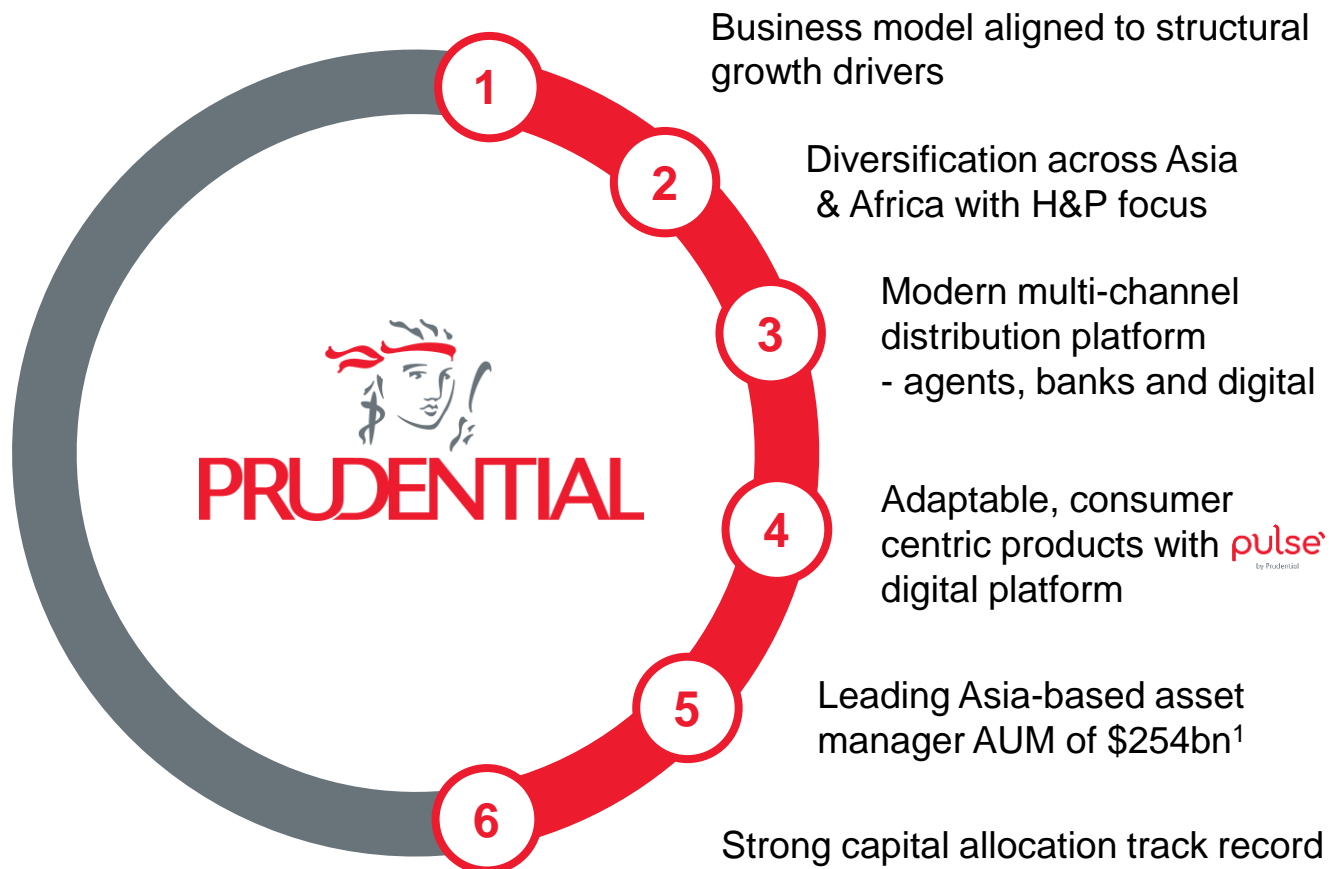 1
Business model aligned to structural
growth drivers
2
Diversification across Asia
& Africa with H&P focus
3
Modern multi-channel
distribution platform
- agents, banks and digital
PRUDENTIAL
4
Adaptable, consumer
centric products with pulse
by Prudential
digital platform
5
Leading Asia-based asset
manager AUM of $254bn¹
6
Strong capital allocation track record